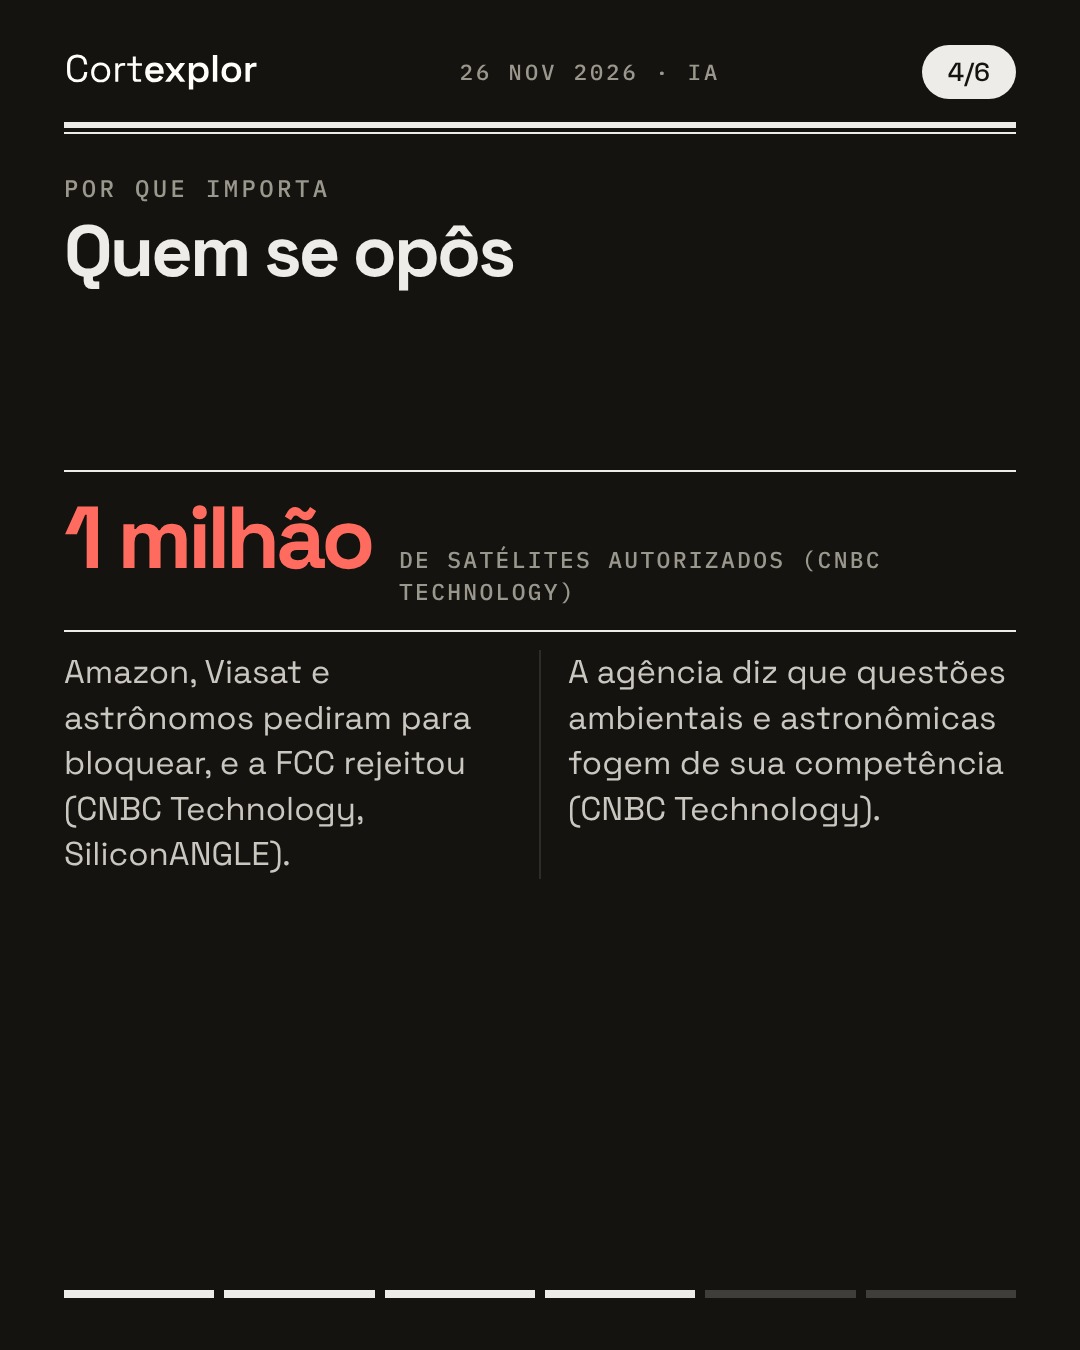 Cortexplor
26 NOV 2026 · IA
4/6
POR QUE IMPORTA
Quem se opôs
1 milhão
DE SATÉLITES AUTORIZADOS (CNBC
TECHNOLOGY)
Amazon, Viasat e
astrônomos pediram para
bloquear, e a FCC rejeitou
(CNBC Technology,
SiliconANGLE).
A agência diz que questões
ambientais e astronômicas
fogem de sua competência
(CNBC Technology).